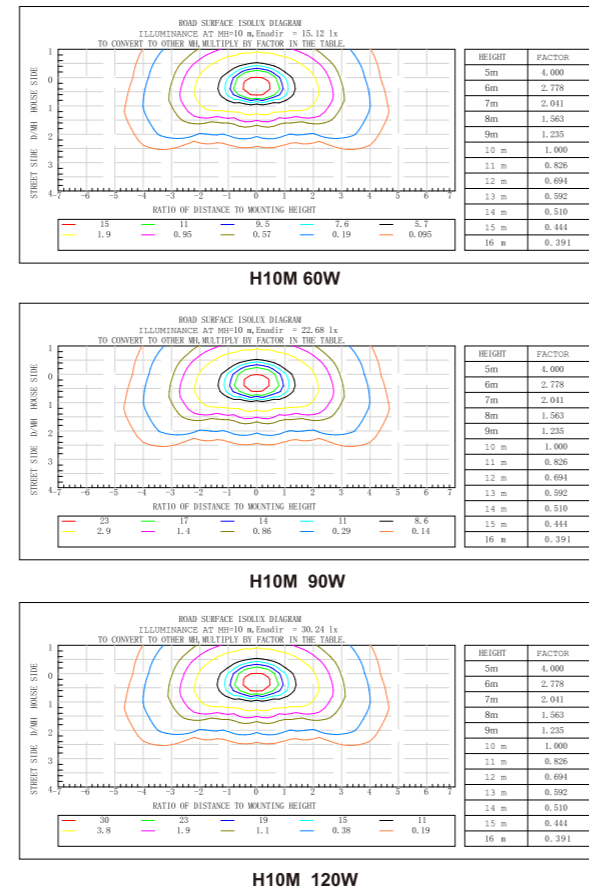 ROAD SURFACE ISOLUX DIAGRAM
ILLUMINANCE AT MH=10 m,Enadir = 15.12 lx
TO CONVERT TO OTHER MH,MULTIPLY BY FACTOR IN THE TABLE.
STREET SIDE D/MH HOUSE SIDE
1
0
1
2
3
4
-7 -6 -5 -4 -3 -2 -1 0 1 2 3 4 5 6 7
RATIO OF DISTANCE TO MOUNTING HEIGHT
15 11 9.5 7.6 5.7
1.9 0.95 0.57 0.19 0.095
HEIGHT FACTOR
5m 4.000
6m 2.778
7m 2.041
8m 1.563
9m 1.235
10 m 1.000
11 m 0.826
12 m 0.694
13 m 0.592
14 m 0.510
15 m 0.444
16 m 0.391
H10M 60W
ROAD SURFACE ISOLUX DIAGRAM
ILLUMINANCE AT MH=10 m,Enadir = 22.68 lx
TO CONVERT TO OTHER MH,MULTIPLY BY FACTOR IN THE TABLE.
STREET SIDE D/MH HOUSE SIDE
1
0
1
2
3
4
-7 -6 -5 -4 -3 -2 -1 0 1 2 3 4 5 6 7
RATIO OF DISTANCE TO MOUNTING HEIGHT
23 17 14 11 8.6
2.9 1.4 0.86 0.29 0.14
HEIGHT FACTOR
5m 4.000
6m 2.778
7m 2.041
8m 1.563
9m 1.235
10 m 1.000
11 m 0.826
12 m 0.694
13 m 0.592
14 m 0.510
15 m 0.444
16 m 0.391
H10M 90W
ROAD SURFACE ISOLUX DIAGRAM
ILLUMINANCE AT MH=10 m,Enadir = 30.24 lx
TO CONVERT TO OTHER MH,MULTIPLY BY FACTOR IN THE TABLE.
STREET SIDE D/MH HOUSE SIDE
1
0
1
2
3
4
-7 -6 -5 -4 -3 -2 -1 0 1 2 3 4 5 6 7
RATIO OF DISTANCE TO MOUNTING HEIGHT
30 23 19 15 11
3.8 1.9 1.1 0.38 0.19
HEIGHT FACTOR
5m 4.000
6m 2.778
7m 2.041
8m 1.563
9m 1.235
10 m 1.000
11 m 0.826
12 m 0.694
13 m 0.592
14 m 0.510
15 m 0.444
16 m 0.391
H10M 120W